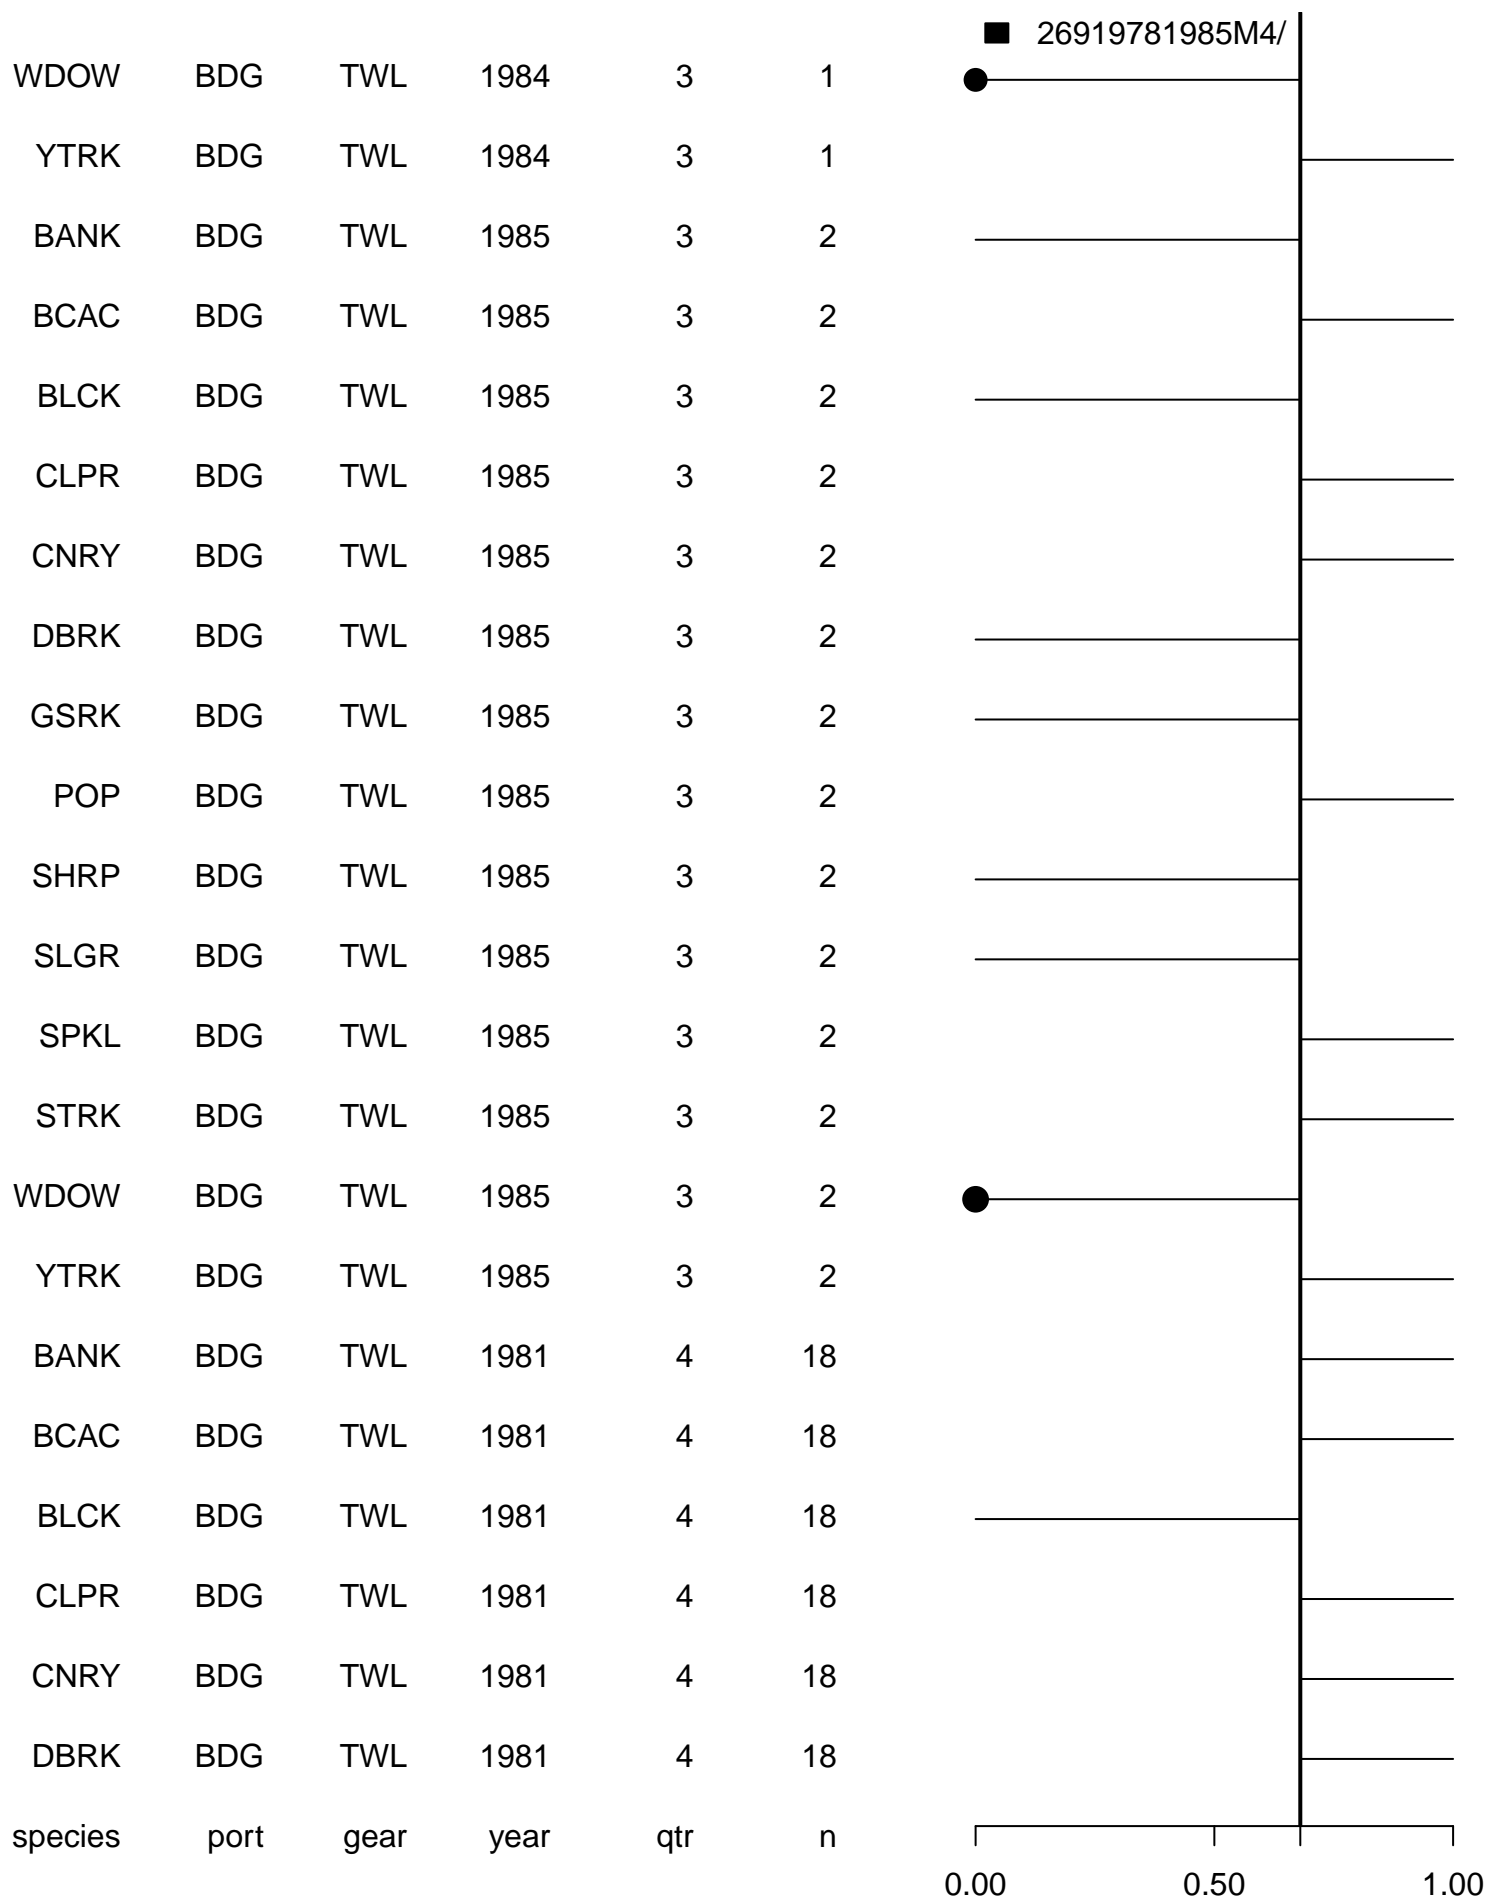 26919781985M4/
WDOW BDG TWL 1984 3 1
YTRK BDG TWL 1984 3 1
BANK BDG TWL 1985 3 2
BCAC BDG TWL 1985 3 2
BLCK BDG TWL 1985 3 2
CLPR BDG TWL 1985 3 2
CNRY BDG TWL 1985 3 2
DBRK BDG TWL 1985 3 2
GSRK BDG TWL 1985 3 2
POP BDG TWL 1985 3 2
SHRP BDG TWL 1985 3 2
SLGR BDG TWL 1985 3 2
SPKL BDG TWL 1985 3 2
STRK BDG TWL 1985 3 2
WDOW BDG TWL 1985 3 2
YTRK BDG TWL 1985 3 2
BANK BDG TWL 1981 4 18
BCAC BDG TWL 1981 4 18
BLCK BDG TWL 1981 4 18
CLPR BDG TWL 1981 4 18
CNRY BDG TWL 1981 4 18
DBRK BDG TWL 1981 4 18
species port gear year qtr n
0.00 0.50 1.00